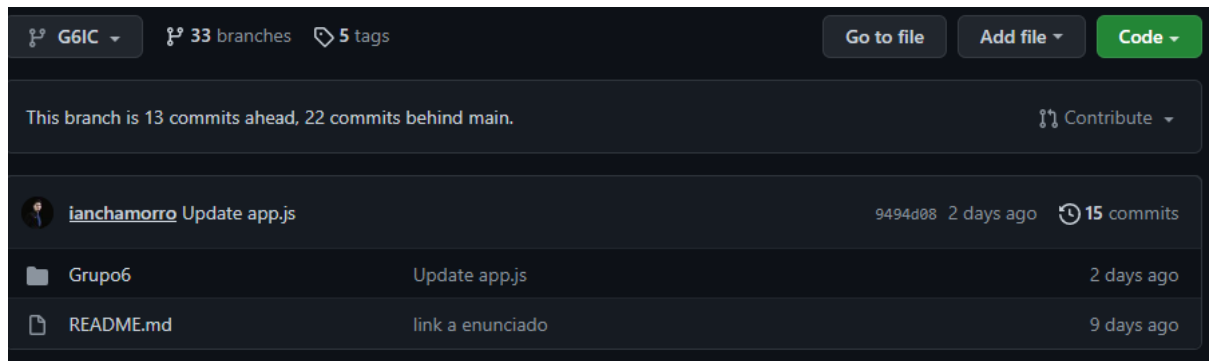 G6IC 33 branches 5 tags Go to file Add file Code
This branch is 13 commits ahead, 22 commits behind main. Contribute
ianchamorro Update app.js 9494d08 2 days ago 15 commits
Grupo6 Update app.js 2 days ago
README.md link a enunciado 9 days ago